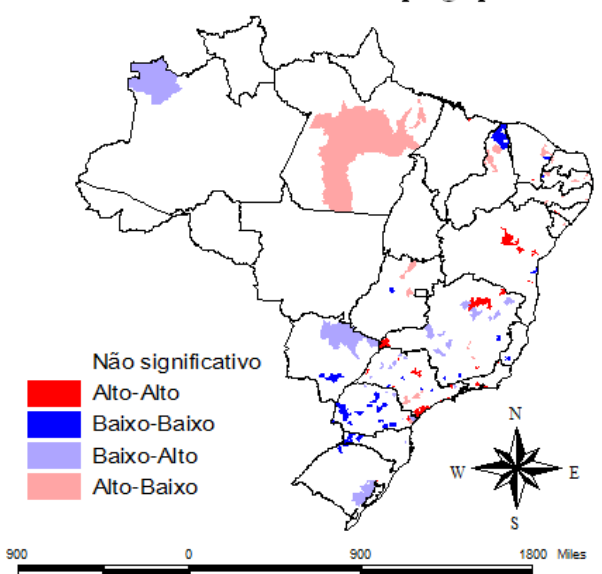 Não significativo
Alto-Alto
Baixo-Baixo
Baixo-Alto
Alto-Baixo
N
W E
S
900 0 900 1800 Miles